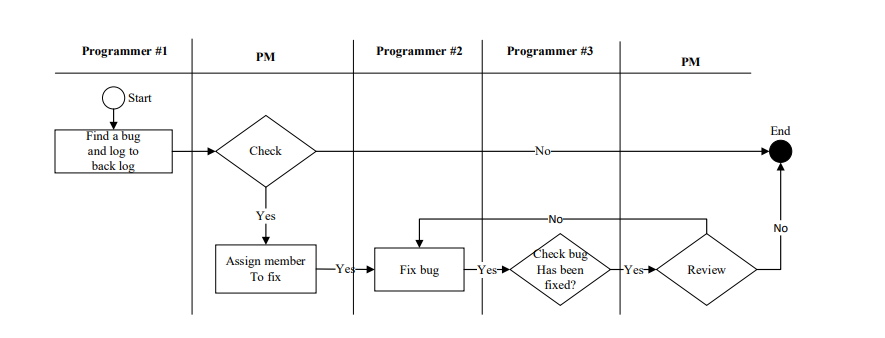 Programmer #1
PM
Programmer #2
Programmer #3
PM
Start
Find a bug
and log to
back log
Check
No
End
Yes
Assign member
To fix
Yes
Fix bug
Yes
No
Check bug
Has been
fixed?
Yes
Review
No